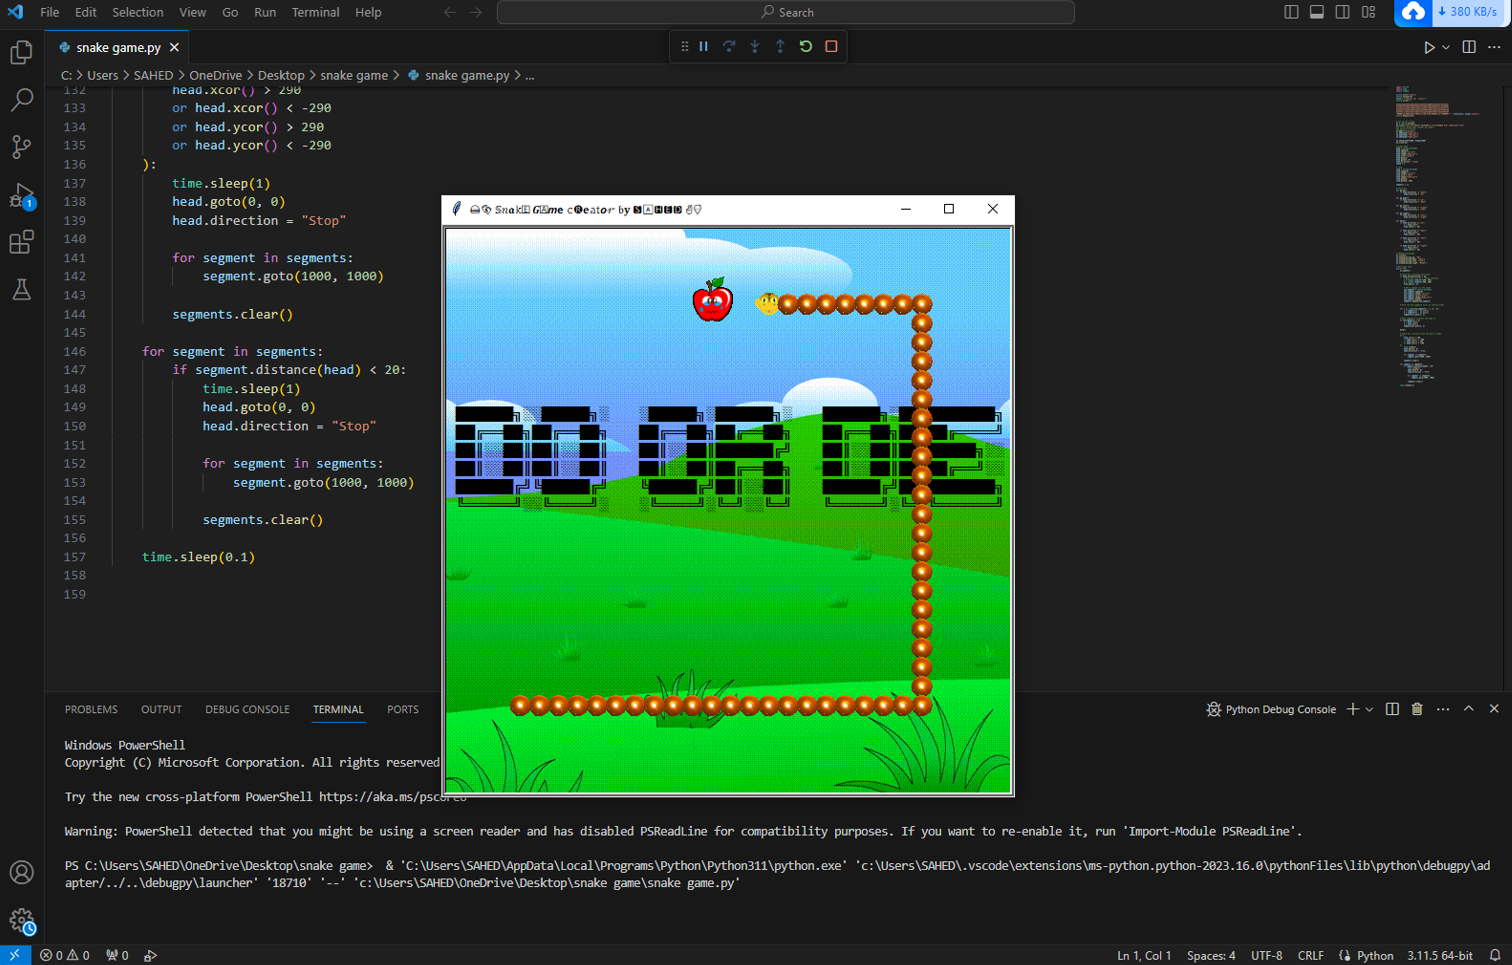 File Edit Selection View Go Run Terminal Help
Search
380 KB/s
snake game.py
C: > Users > SAHED > OneDrive > Desktop > snake game > snake game.py > ...
132 head.xcor() > 290
133 or head.xcor() < -290
134 or head.ycor() > 290
135 or head.ycor() < -290
136 ):
137 time.sleep(1)
138 head.goto(0, 0)
139 head.direction = "Stop"
140
141 for segment in segments:
142 segment.goto(1000, 1000)
143
144 segments.clear()
145
146 for segment in segments:
147 if segment.distance(head) < 20:
148 time.sleep(1)
149 head.goto(0, 0)
150 head.direction = "Stop"
151
152 for segment in segments:
153 segment.goto(1000, 1000)
154
155 segments.clear()
156
157 time.sleep(0.1)
158
159
1
SnakE GAme cReator by SAHED
PROBLEMS OUTPUT DEBUG CONSOLE TERMINAL PORTS
Python Debug Console
Windows PowerShell
Copyright (C) Microsoft Corporation. All rights reserved
Try the new cross-platform PowerShell https://aka.ms/pscore6
Warning: PowerShell detected that you might be using a screen reader and has disabled PSReadLine for compatibility purposes. If you want to re-enable it, run 'Import-Module PSReadLine'.
PS C:\Users\SAHED\OneDrive\Desktop\snake game> & 'C:\Users\SAHED\AppData\Local\Programs\Python\Python311\python.exe' 'c:\Users\SAHED\.vscode\extensions\ms-python.python-2023.16.0\pythonFiles\lib\python\debugpy\ad
apter/../..\debugpy\launcher' '18710' '--' 'c:\Users\SAHED\OneDrive\Desktop\snake game\snake game.py'
0 0 0
Ln 1, Col 1 Spaces: 4 UTF-8 CRLF Python 3.11.5 64-bit